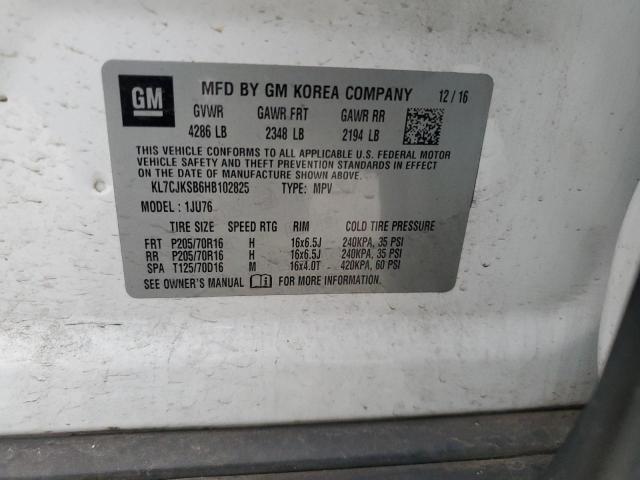 GM MFD BY GM KOREA COMPANY 12/16
GVWR GAWR FRT GAWR RR
4286 LB 2348 LB 2194 LB
THIS VEHICLE CONFORMS TO ALL APPLICABLE U.S. FEDERAL MOTOR
VEHICLE SAFETY AND THEFT PREVENTION STANDARDS IN EFFECT
ON THE DATE OF MANUFACTURE SHOWN ABOVE.
KL7CJKSB6HB102825 TYPE: MPV
MODEL : 1JU76
TIRE SIZE SPEED RTG RIM COLD TIRE PRESSURE
FRT P205/70R16 H 16x6.5J 240KPA, 35 PSI
RR P205/70R16 H 16x6.5J 240KPA, 35 PSI
SPA T125/70D16 M 16x4.0T 420KPA, 60 PSI
SEE OWNER'S MANUAL FOR MORE INFORMATION.